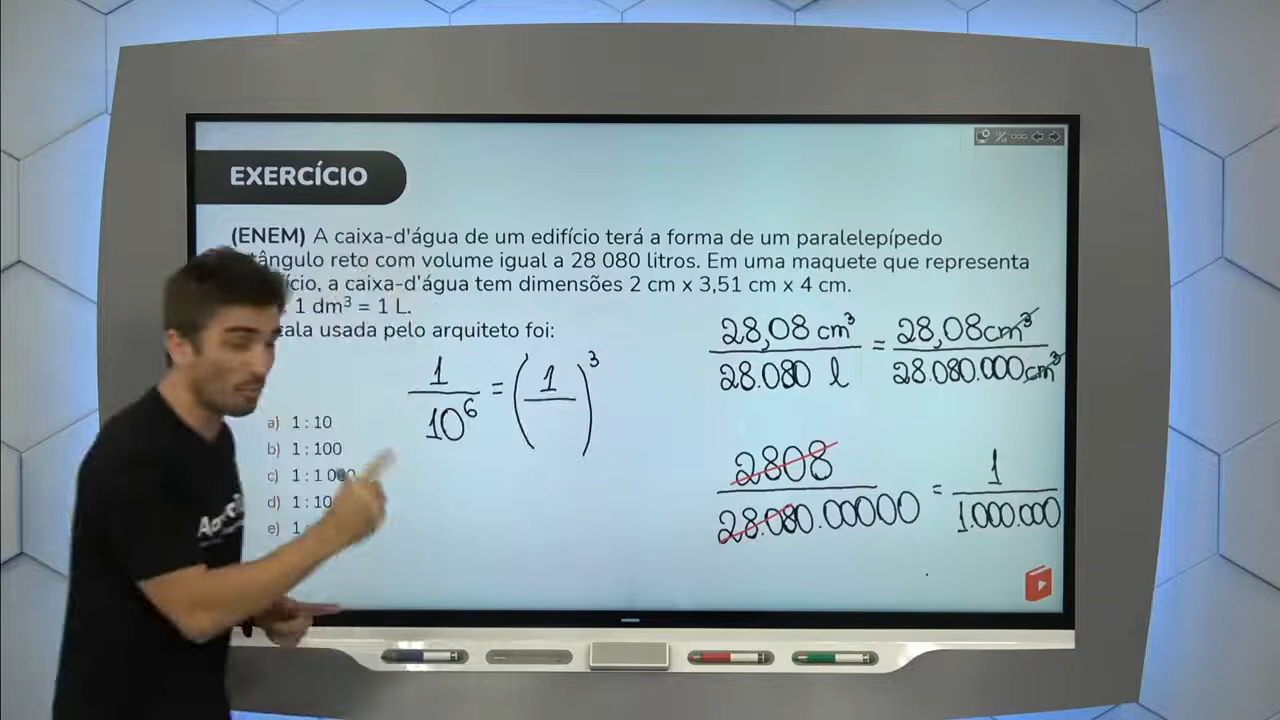 EXERCÍCIO
(ENEM) A caixa-d'água de um edifício terá a forma de um paralelepípedo
tângulo reto com volume igual a 28 080 litros. Em uma maquete que representa
ício, a caixa-d'água tem dimensões 2 cm x 3,51 cm x 4 cm.
1 dm³ = 1 L.
cala usada pelo arquiteto foi:
28,08 cm³ / 28.080 l = 28,08cm³ / 28.080.000cm³
1 / 10⁶ = ( 1 / )³
a) 1 : 10
b) 1 : 100
c) 1 : 1 000
d) 1 : 10
e) 1
2808 / 28.080.00000 = 1 / 1.000.000